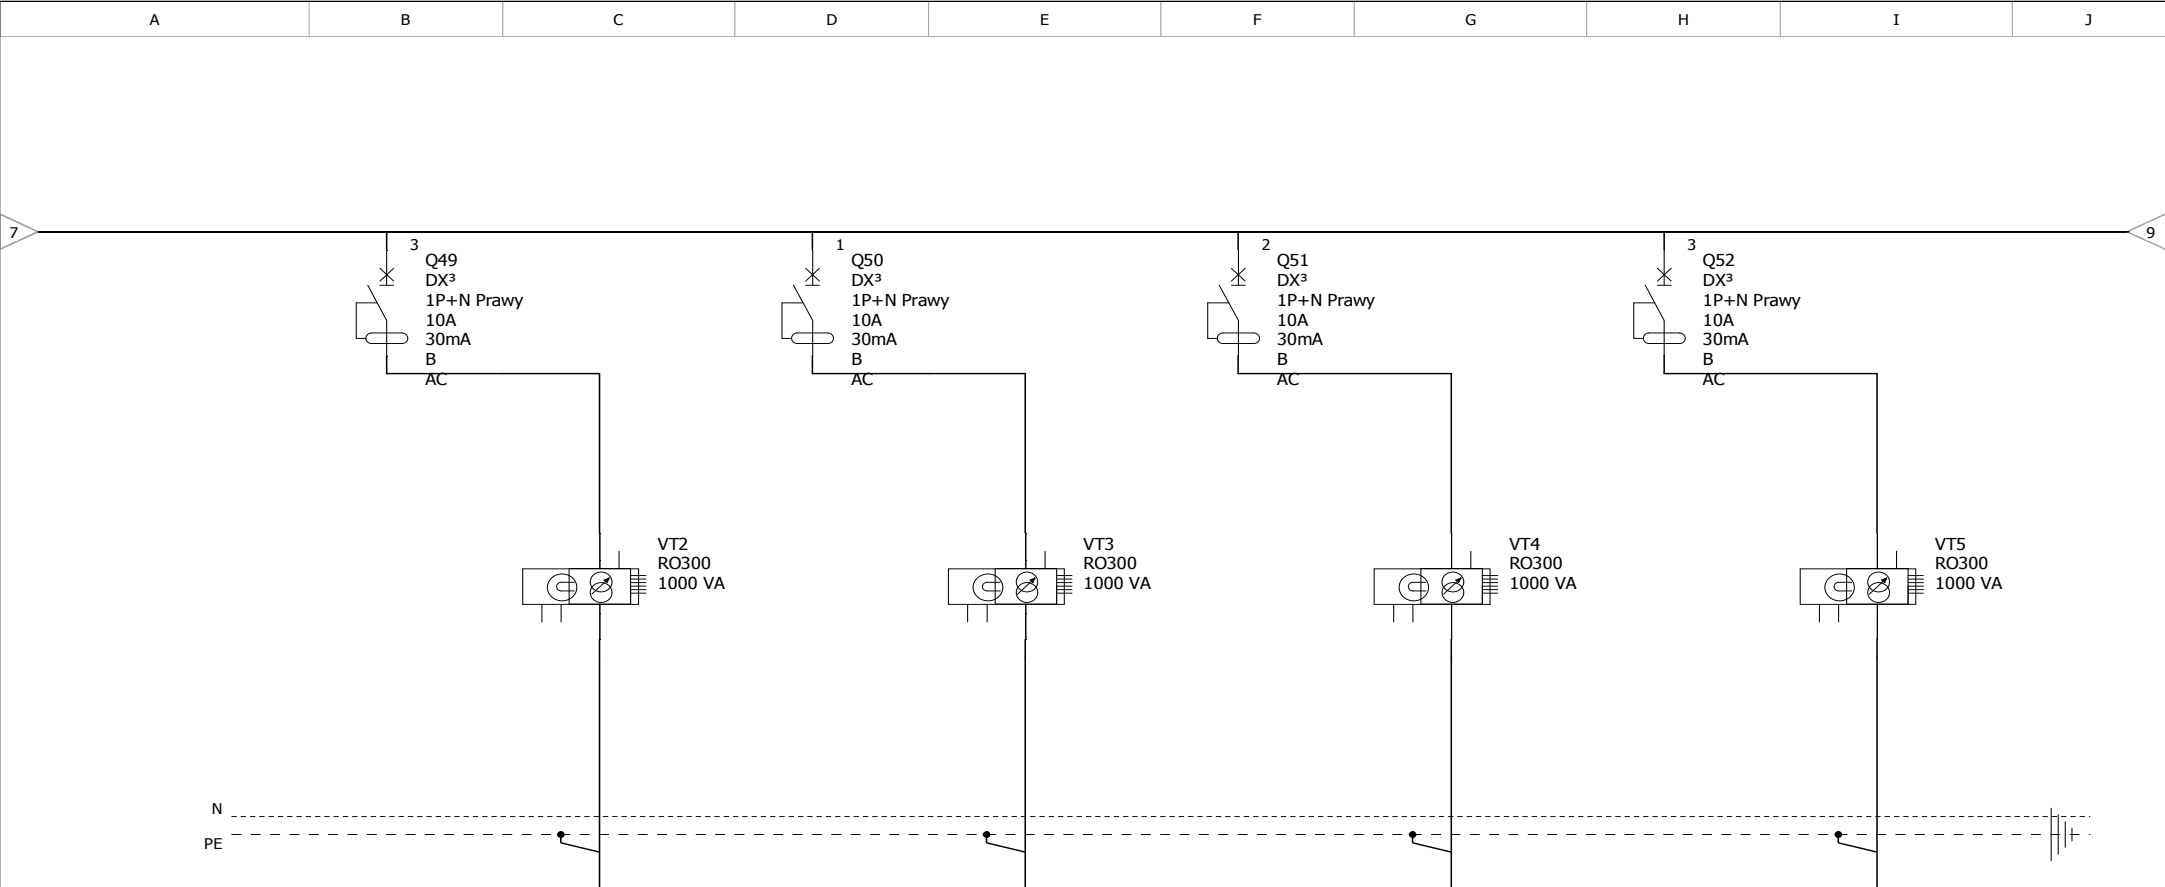 A B C D E F G H I J
7 9
3
Q49
DX³
1P+N Prawy
10A
30mA
B
AC
1
Q50
DX³
1P+N Prawy
10A
30mA
B
AC
2
Q51
DX³
1P+N Prawy
10A
30mA
B
AC
3
Q52
DX³
1P+N Prawy
10A
30mA
B
AC
VT2
RO300
1000 VA
VT3
RO300
1000 VA
VT4
RO300
1000 VA
VT5
RO300
1000 VA
N
PE